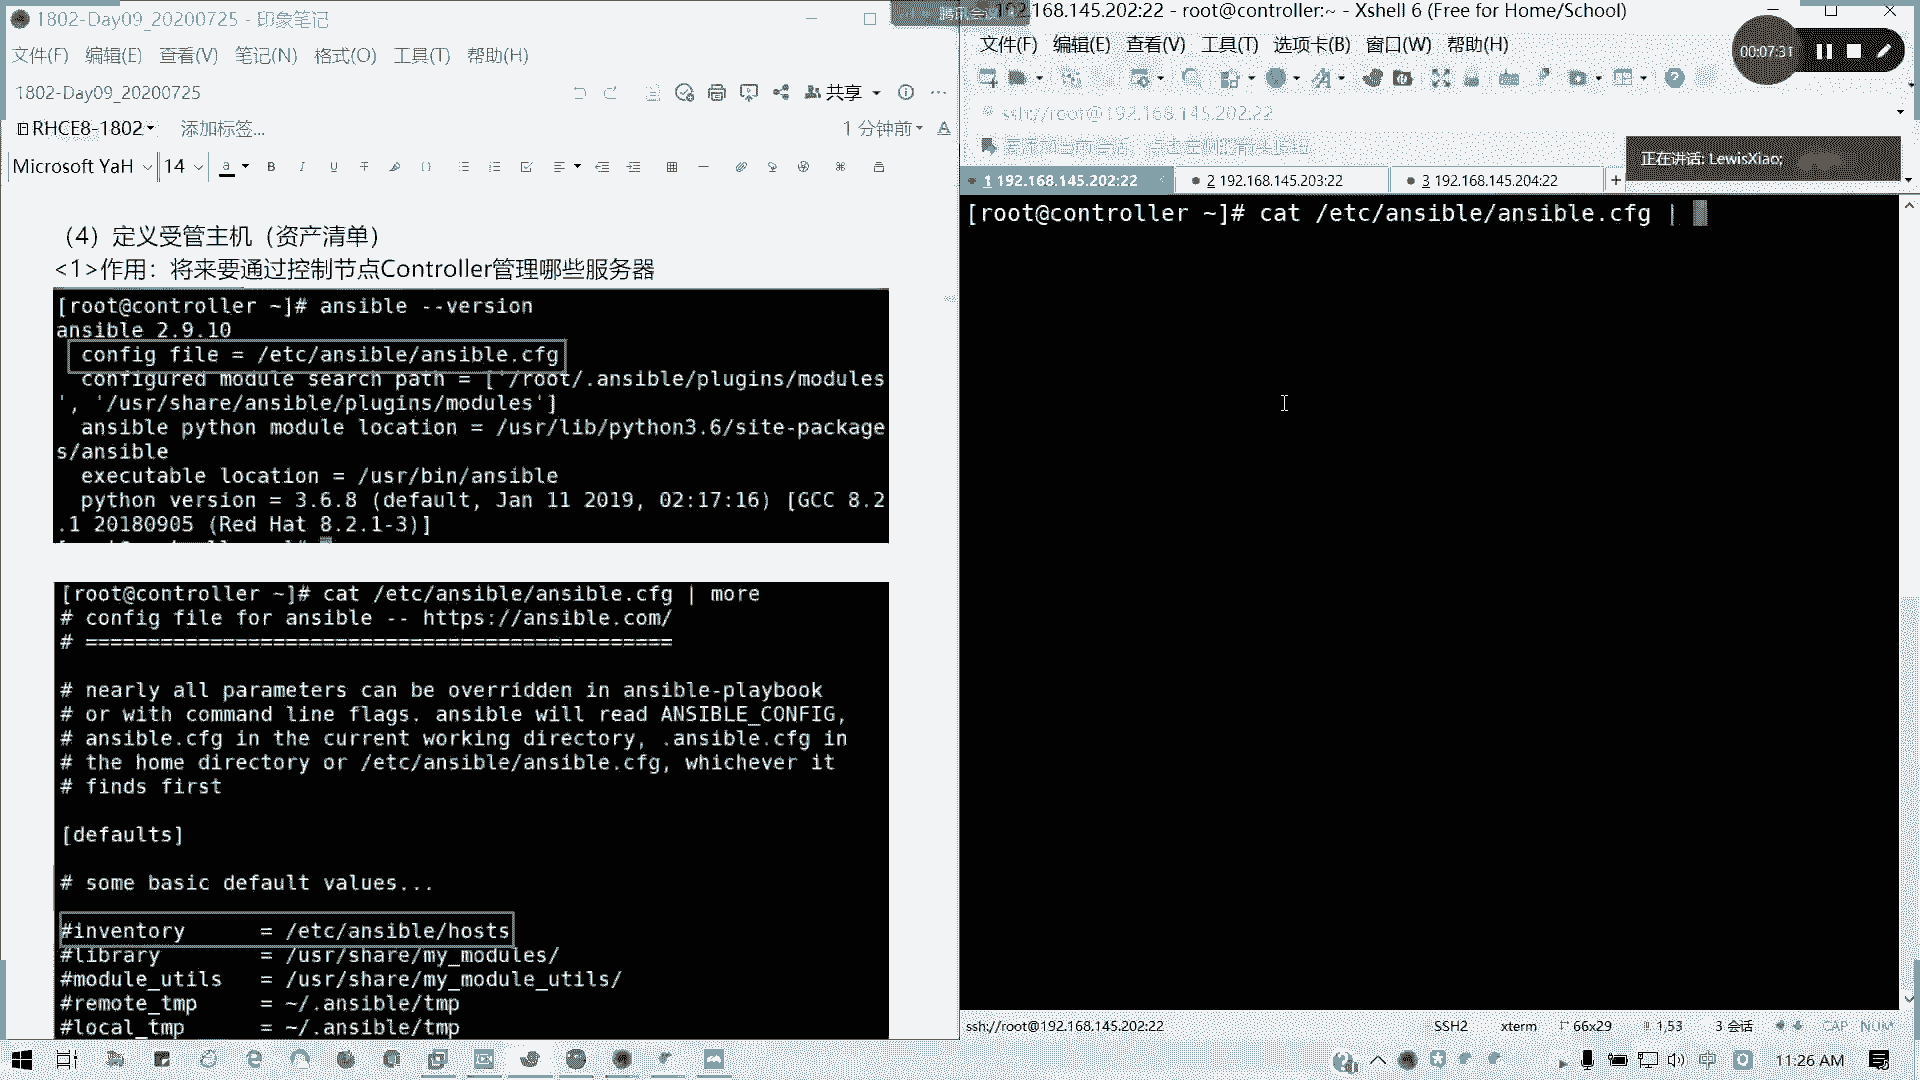 1802-Day09_20200725 - 印象笔记
文件(F) 编辑(E) 查看(V) 笔记(N) 格式(O) 工具(T) 帮助(H)
1802-Day09_20200725
共享
RHCE8-1802 添加标签...
1 分钟前
Microsoft YaH 14
（4）定义受管主机（资产清单）
<1>作用：将来要通过控制节点Controller管理哪些服务器
[root@controller ~]# ansible --version
ansible 2.9.10
config file = /etc/ansible/ansible.cfg
configured module search path = ['/root/.ansible/plugins/modules
', '/usr/share/ansible/plugins/modules']
ansible python module location = /usr/lib/python3.6/site-package
s/ansible
executable location = /usr/bin/ansible
python version = 3.6.8 (default, Jan 11 2019, 02:17:16) [GCC 8.2
.1 20180905 (Red Hat 8.2.1-3)]
[root@controller ~]# cat /etc/ansible/ansible.cfg | more
# config file for ansible -- https://ansible.com/
# ===============================================
# nearly all parameters can be overridden in ansible-playbook
# or with command line flags. ansible will read ANSIBLE_CONFIG,
# ansible.cfg in the current working directory, .ansible.cfg in
# the home directory or /etc/ansible/ansible.cfg, whichever it
# finds first
[defaults]
# some basic default values...
#inventory = /etc/ansible/hosts
#library = /usr/share/my_modules/
#module_utils = /usr/share/my_module_utils/
#remote_tmp = ~/.ansible/tmp
#local_tmp = ~/.ansible/tmp
腾讯会议
.168.145.202:22 - root@controller:~ - Xshell 6 (Free for Home/School)
文件(F) 编辑(E) 查看(V) 工具(T) 选项卡(B) 窗口(W) 帮助(H)
00:07:31
ssh://root@192.168.145.202:22
正在讲话: LewisXiao;
1 192.168.145.202:22
2 192.168.145.203:22
3 192.168.145.204:22
[root@controller ~]# cat /etc/ansible/ansible.cfg |
ssh://root@192.168.145.202:22
SSH2 xterm 66x29 1,53 3 会话 CAP NUM
中
11:26 AM